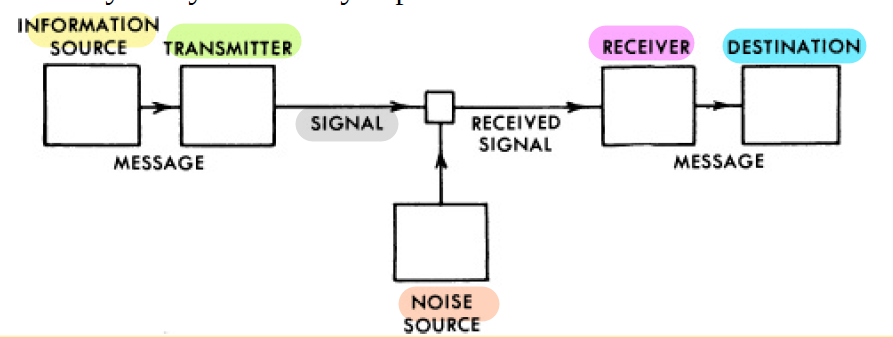 INFORMATION
SOURCE
TRANSMITTER
RECEIVER
DESTINATION
SIGNAL
RECEIVED
SIGNAL
MESSAGE
MESSAGE
NOISE
SOURCE